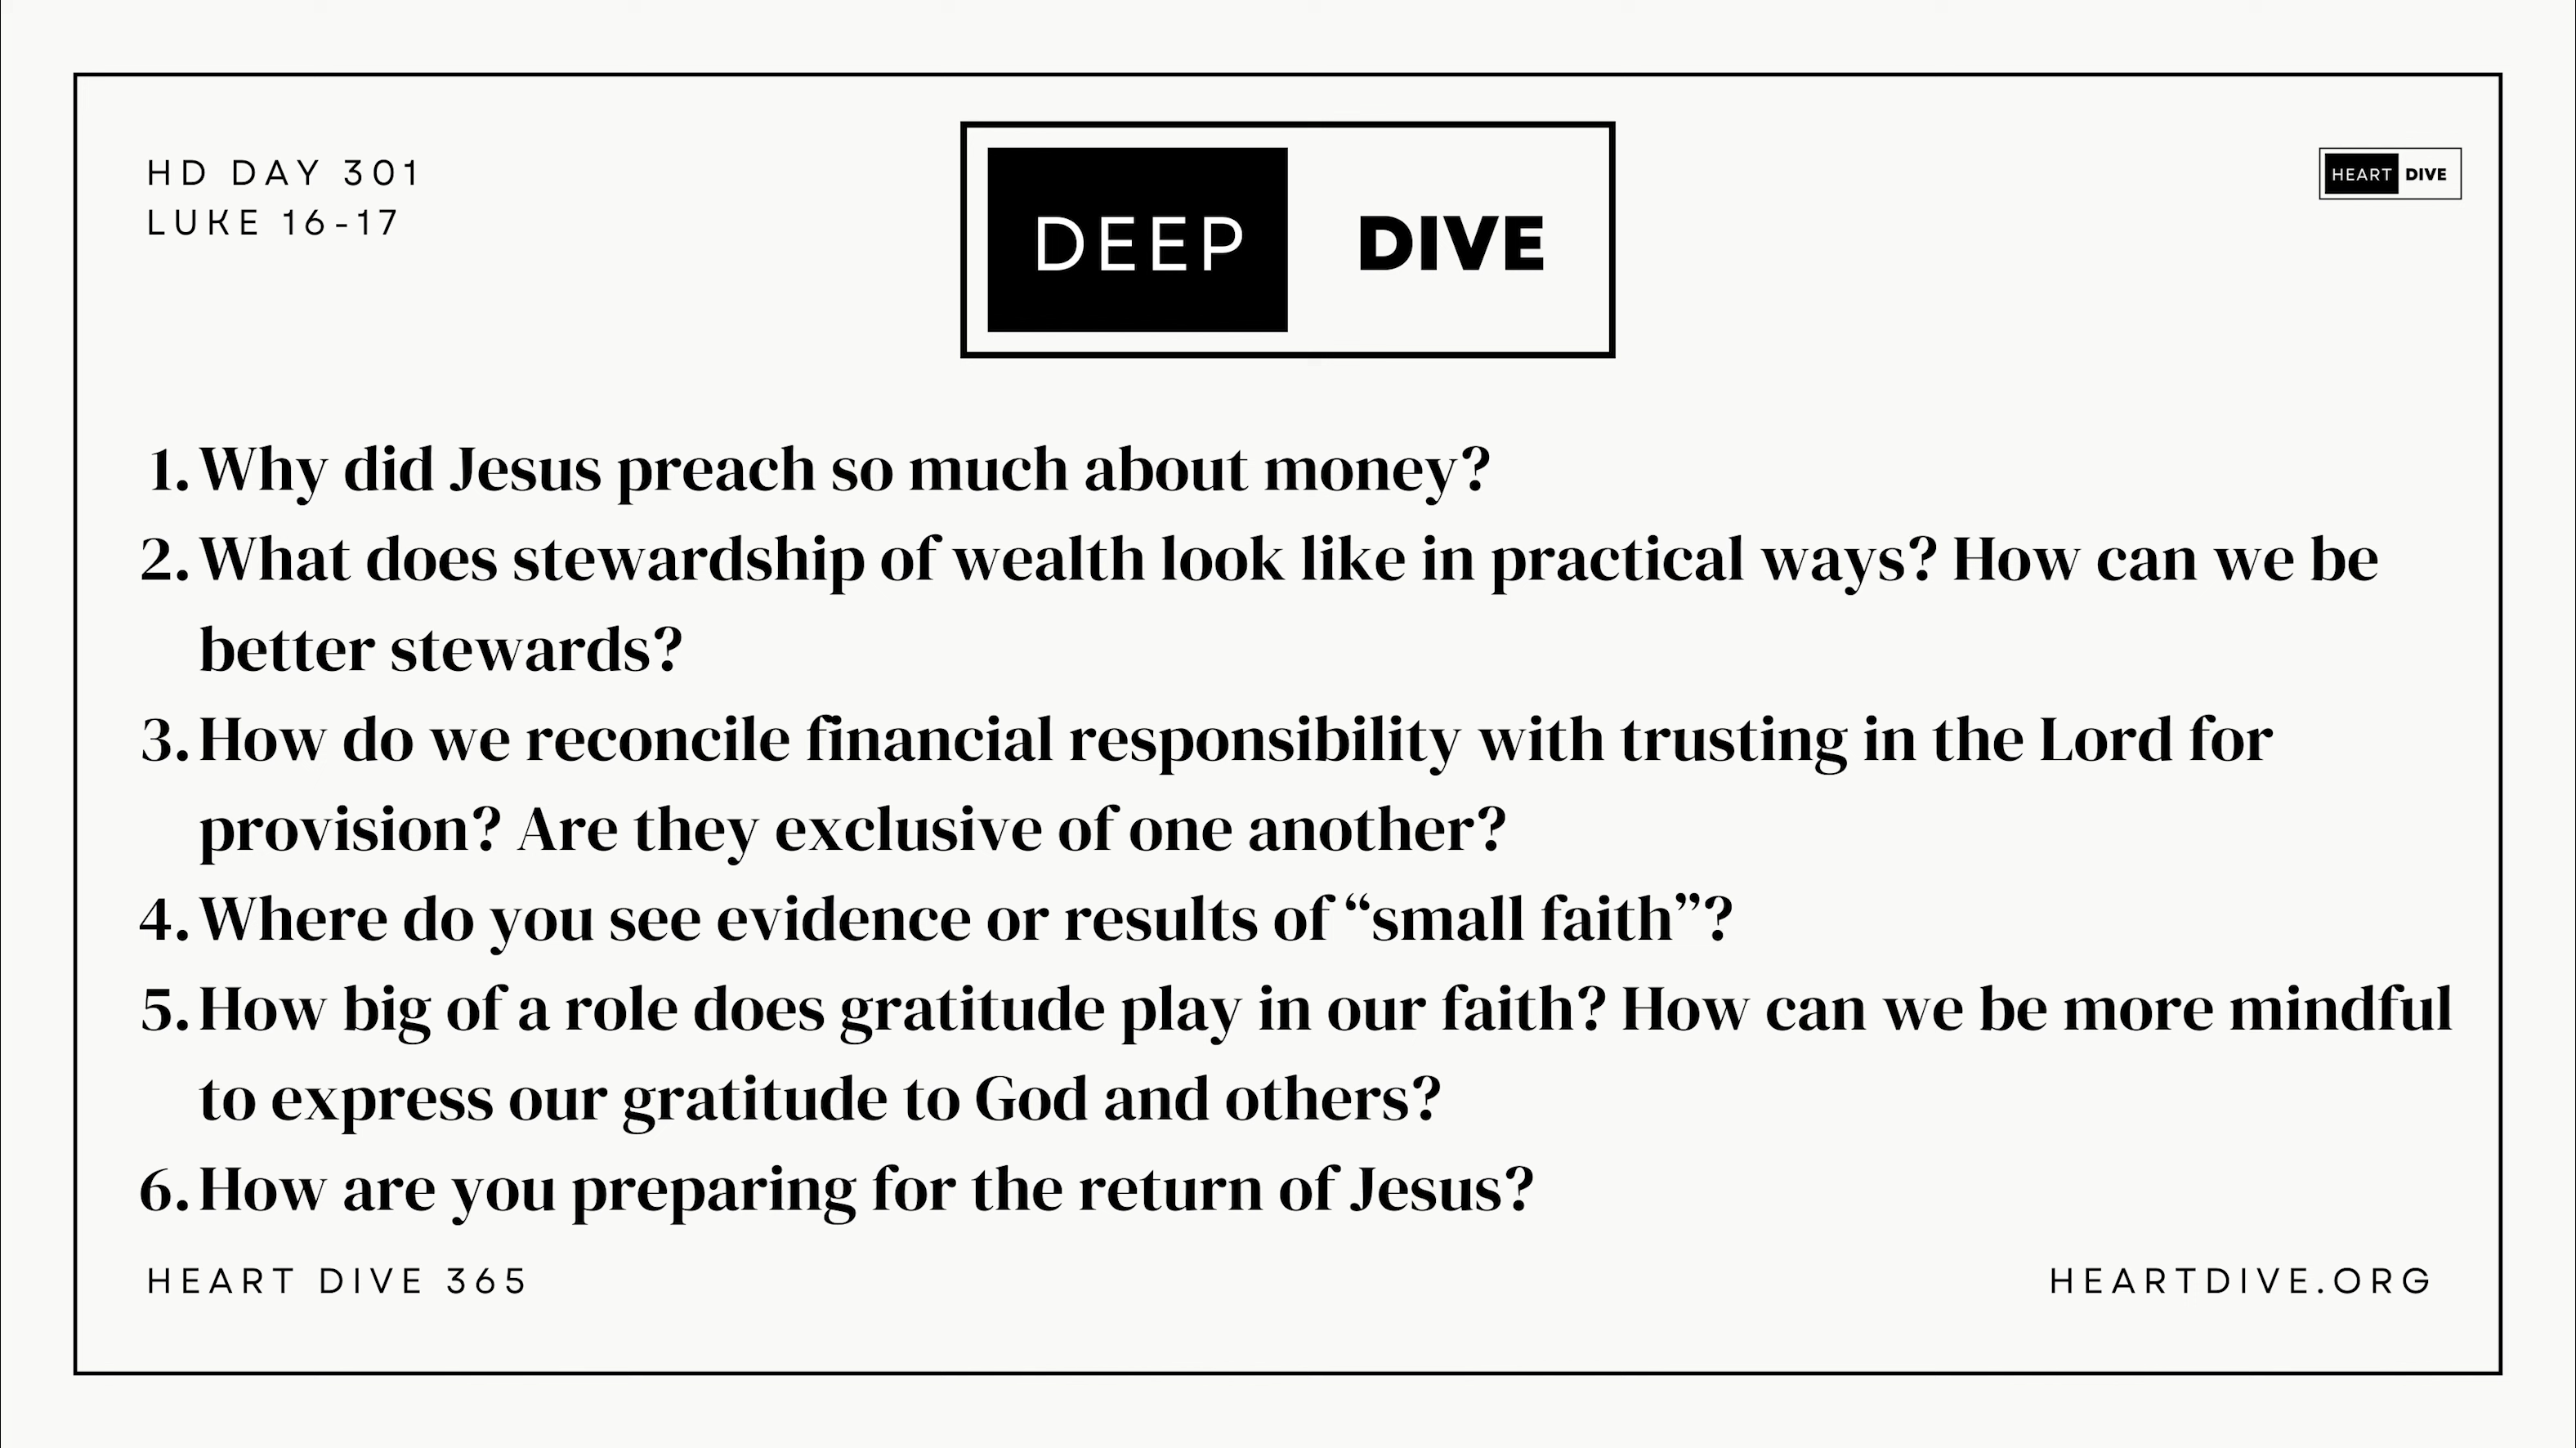 HD DAY 301
LUKE 16-17
DEEP DIVE
HEART DIVE
1. Why did Jesus preach so much about money?
2. What does stewardship of wealth look like in practical ways? How can we be
better stewards?
3. How do we reconcile financial responsibility with trusting in the Lord for
provision? Are they exclusive of one another?
4. Where do you see evidence or results of “small faith”?
5. How big of a role does gratitude play in our faith? How can we be more mindful
to express our gratitude to God and others?
6. How are you preparing for the return of Jesus?
HEART DIVE 365
HEARTDIVE.ORG